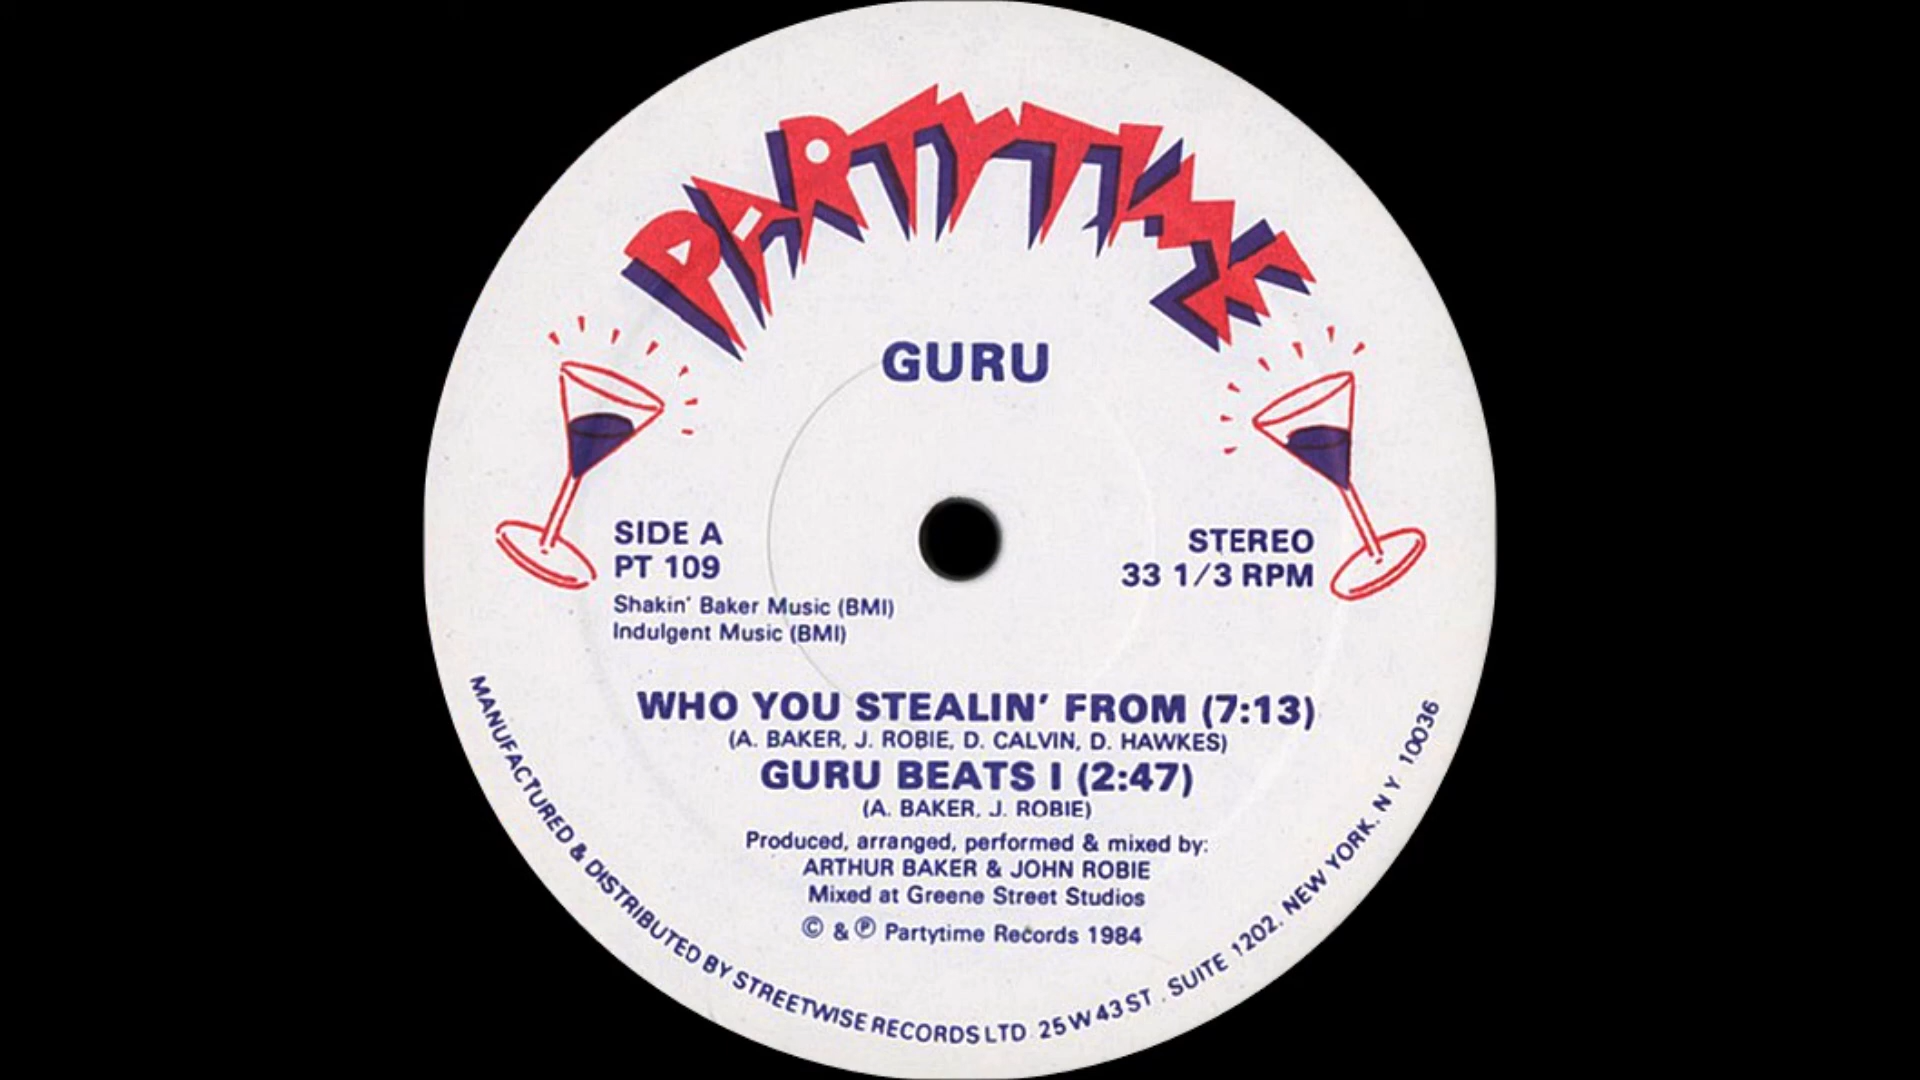 PARTYTIME
GURU
SIDE A
PT 109
Shakin' Baker Music (BMI)
Indulgent Music (BMI)
STEREO
33 1/3 RPM
WHO YOU STEALIN' FROM (7:13)
(A. BAKER, J. ROBIE, D. CALVIN, D. HAWKES)
GURU BEATS I (2:47)
(A. BAKER, J. ROBIE)
Produced, arranged, performed & mixed by:
ARTHUR BAKER & JOHN ROBIE
Mixed at Greene Street Studios
© & ℗ Partytime Records 1984
MANUFACTURED & DISTRIBUTED BY STREETWISE RECORDS LTD. 25 W 43 ST., SUITE 1202, NEW YORK, NY 10036